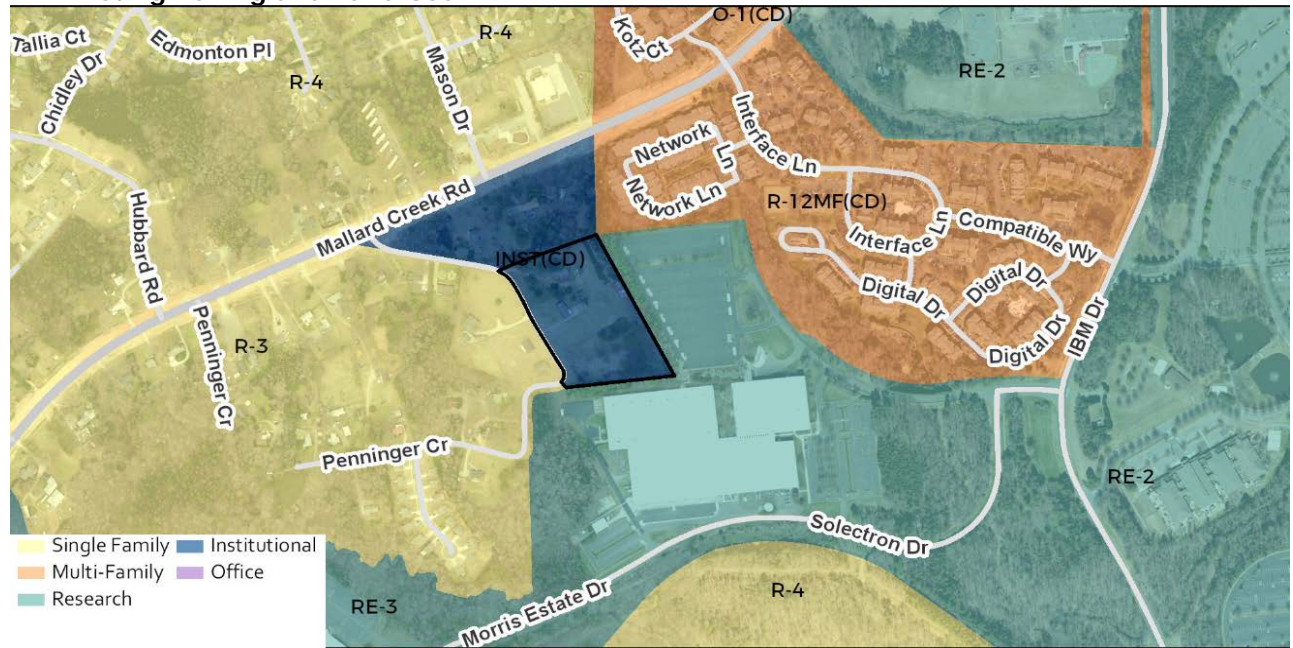 O-1(CD)
Tallia Ct
Edmonton Pl
Chidley Dr
R-4
R-4
Mason Dr
Kotz Ct
RE-2
Network Ln
Network Ln
Interface Ln
Mallard Creek Rd
Hubbard Rd
INST(CD)
R-12MF(CD)
Interface Ln
Compatible Wy
Digital Dr
Digital Dr
Digital Dr
IBM Dr
Penninger Cr
R-3
Penninger Cr
RE-2
Solectron Dr
Single Family
Institutional
Multi-Family
Office
Research
RE-3
Morris Estate Dr
R-4